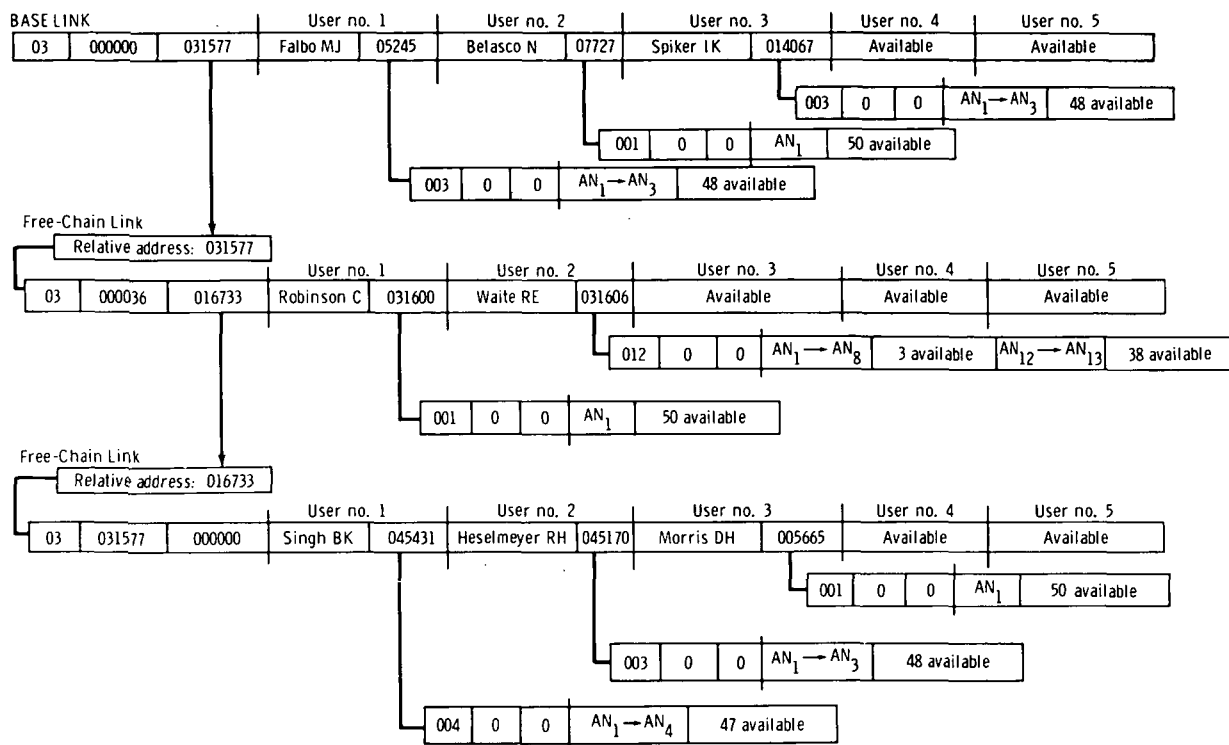 BASE LINK User no. 1 User no. 2 User no. 3 User no. 4 User no. 5
03 000000 031577 Falbo MJ 05245 Belasco N 07727 Spiker IK 014067 Available Available
003 0 0 AN1 → AN3 48 available
001 0 0 AN1 50 available
003 0 0 AN1 → AN3 48 available
Free-Chain Link
Relative address: 031577
User no. 1 User no. 2 User no. 3 User no. 4 User no. 5
03 000036 016733 Robinson C 031600 Waite RE 031606 Available Available Available
012 0 0 AN1 → AN8 3 available AN12 → AN13 38 available
001 0 0 AN1 50 available
Free-Chain Link
Relative address: 016733
User no. 1 User no. 2 User no. 3 User no. 4 User no. 5
03 031577 000000 Singh BK 045431 Heselmeyer RH 045170 Morris DH 005665 Available Available
001 0 0 AN1 50 available
003 0 0 AN1 → AN3 48 available
004 0 0 AN1 → AN4 47 available